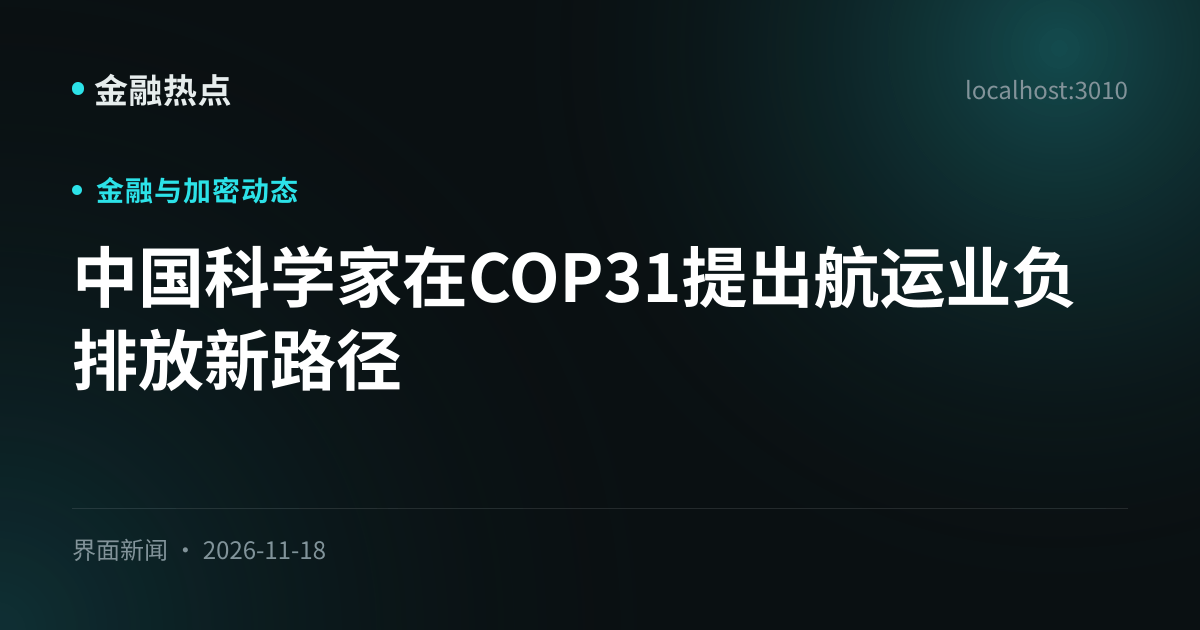 金融热点
localhost:3010
金融与加密动态
中国科学家在COP31提出航运业负
排放新路径
界面新闻 · 2026-11-18